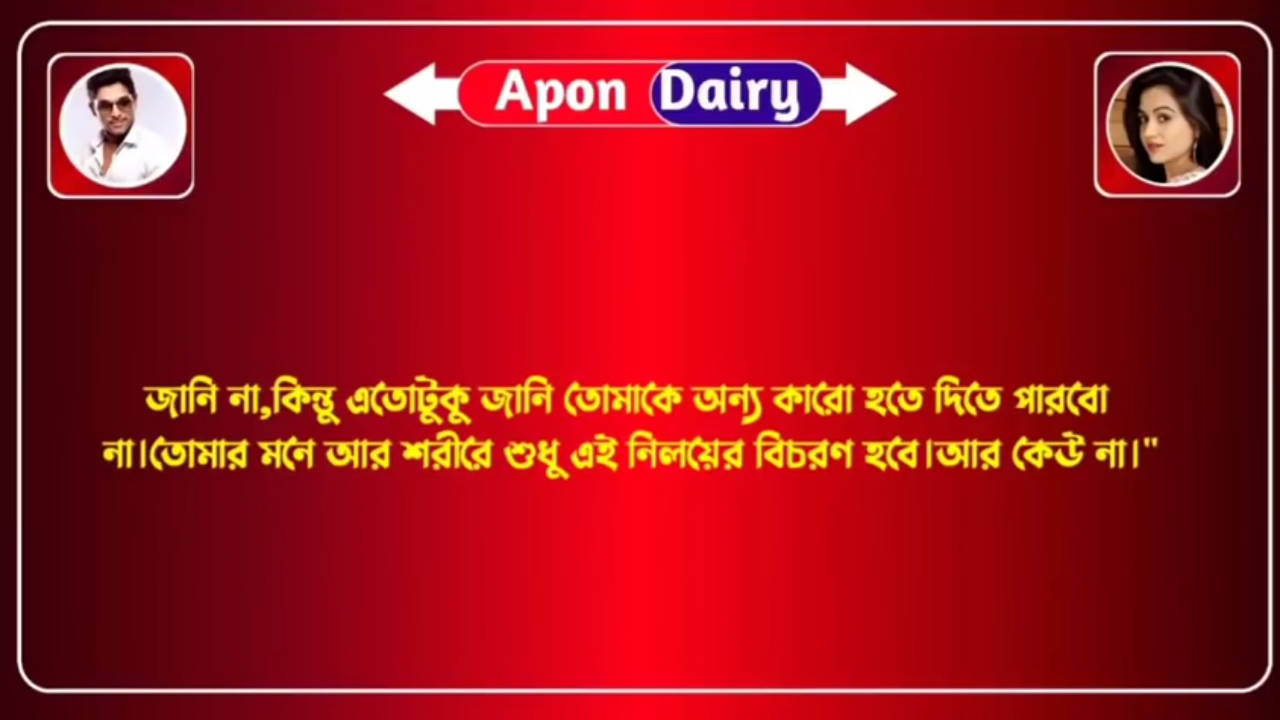 Apon Dairy
জানি না,কিন্তু এতোটুকু জানি তোমাকে অন্য কারো হতে দিতে পারবো
না।তোমার মনে আর শরীরে শুধু এই নিলয়ের বিচরণ হবে।আর কেউ না।"